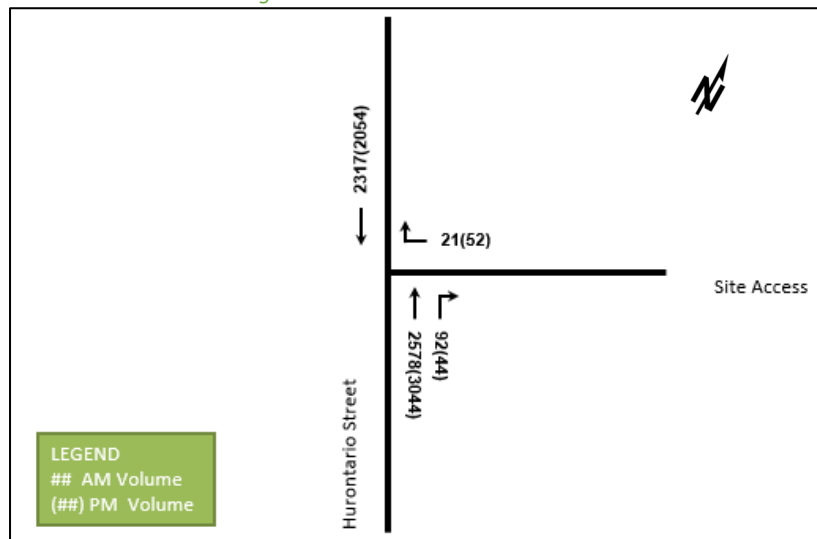 2317(2054)
N
21(52)
Site Access
92(44)
2578(3044)
Hurontario Street
LEGEND
## AM Volume
(##) PM Volume